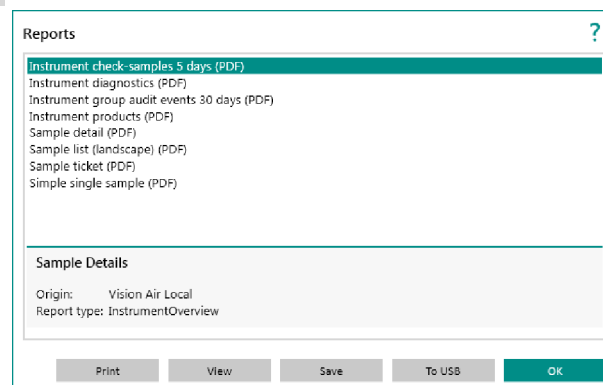 Reports
?
Instrument check-samples 5 days (PDF)
Instrument diagnostics (PDF)
Instrument group audit events 30 days (PDF)
Instrument products (PDF)
Sample detail (PDF)
Sample list (landscape) (PDF)
Sample ticket (PDF)
Simple single sample (PDF)
Sample Details
Origin: Vision Air Local
Report type: InstrumentOverview
Print View Save To USB OK